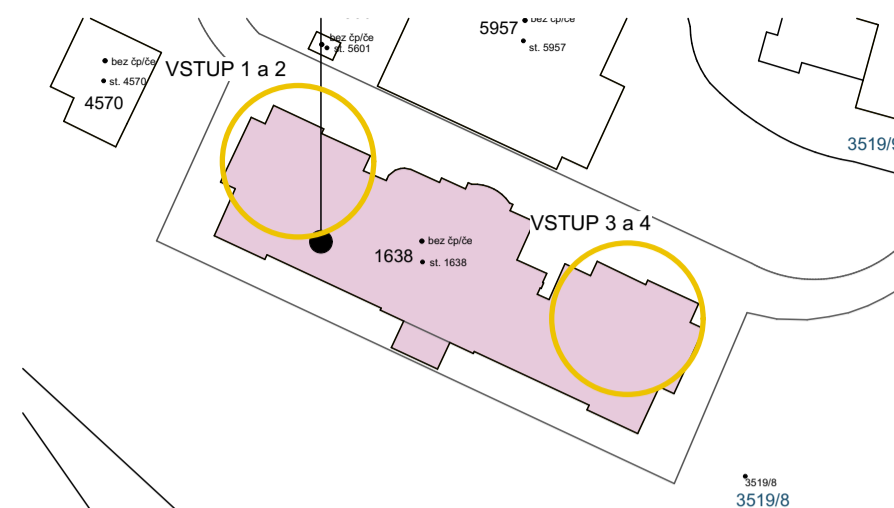 bez čp/če
5957
st. 5957
bez čp/če
st. 5601
bez čp/če
st. 4570
4570
VSTUP 1 a 2
3519/9
VSTUP 3 a 4
bez čp/če
1638
st. 1638
3519/8
3519/8